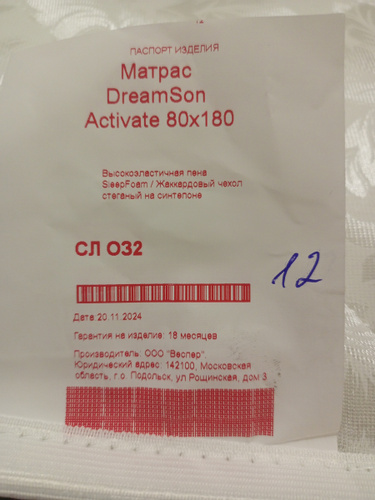 ПАСПОРТ ИЗДЕЛИЯ
Матрас
DreamSon
Activate 80x180
Высокоэластичная пена
SleepFoam / Жаккардовый чехол
стеганый на синтепоне
СЛ ОЗ2
12
Дата:20.11.2024
Гарантия на изделие: 18 месяцев
Производитель: ООО "Веспер".
Юридический адрес: 142100, Московская
область, г.о. Подольск, ул Рощинская, дом 3